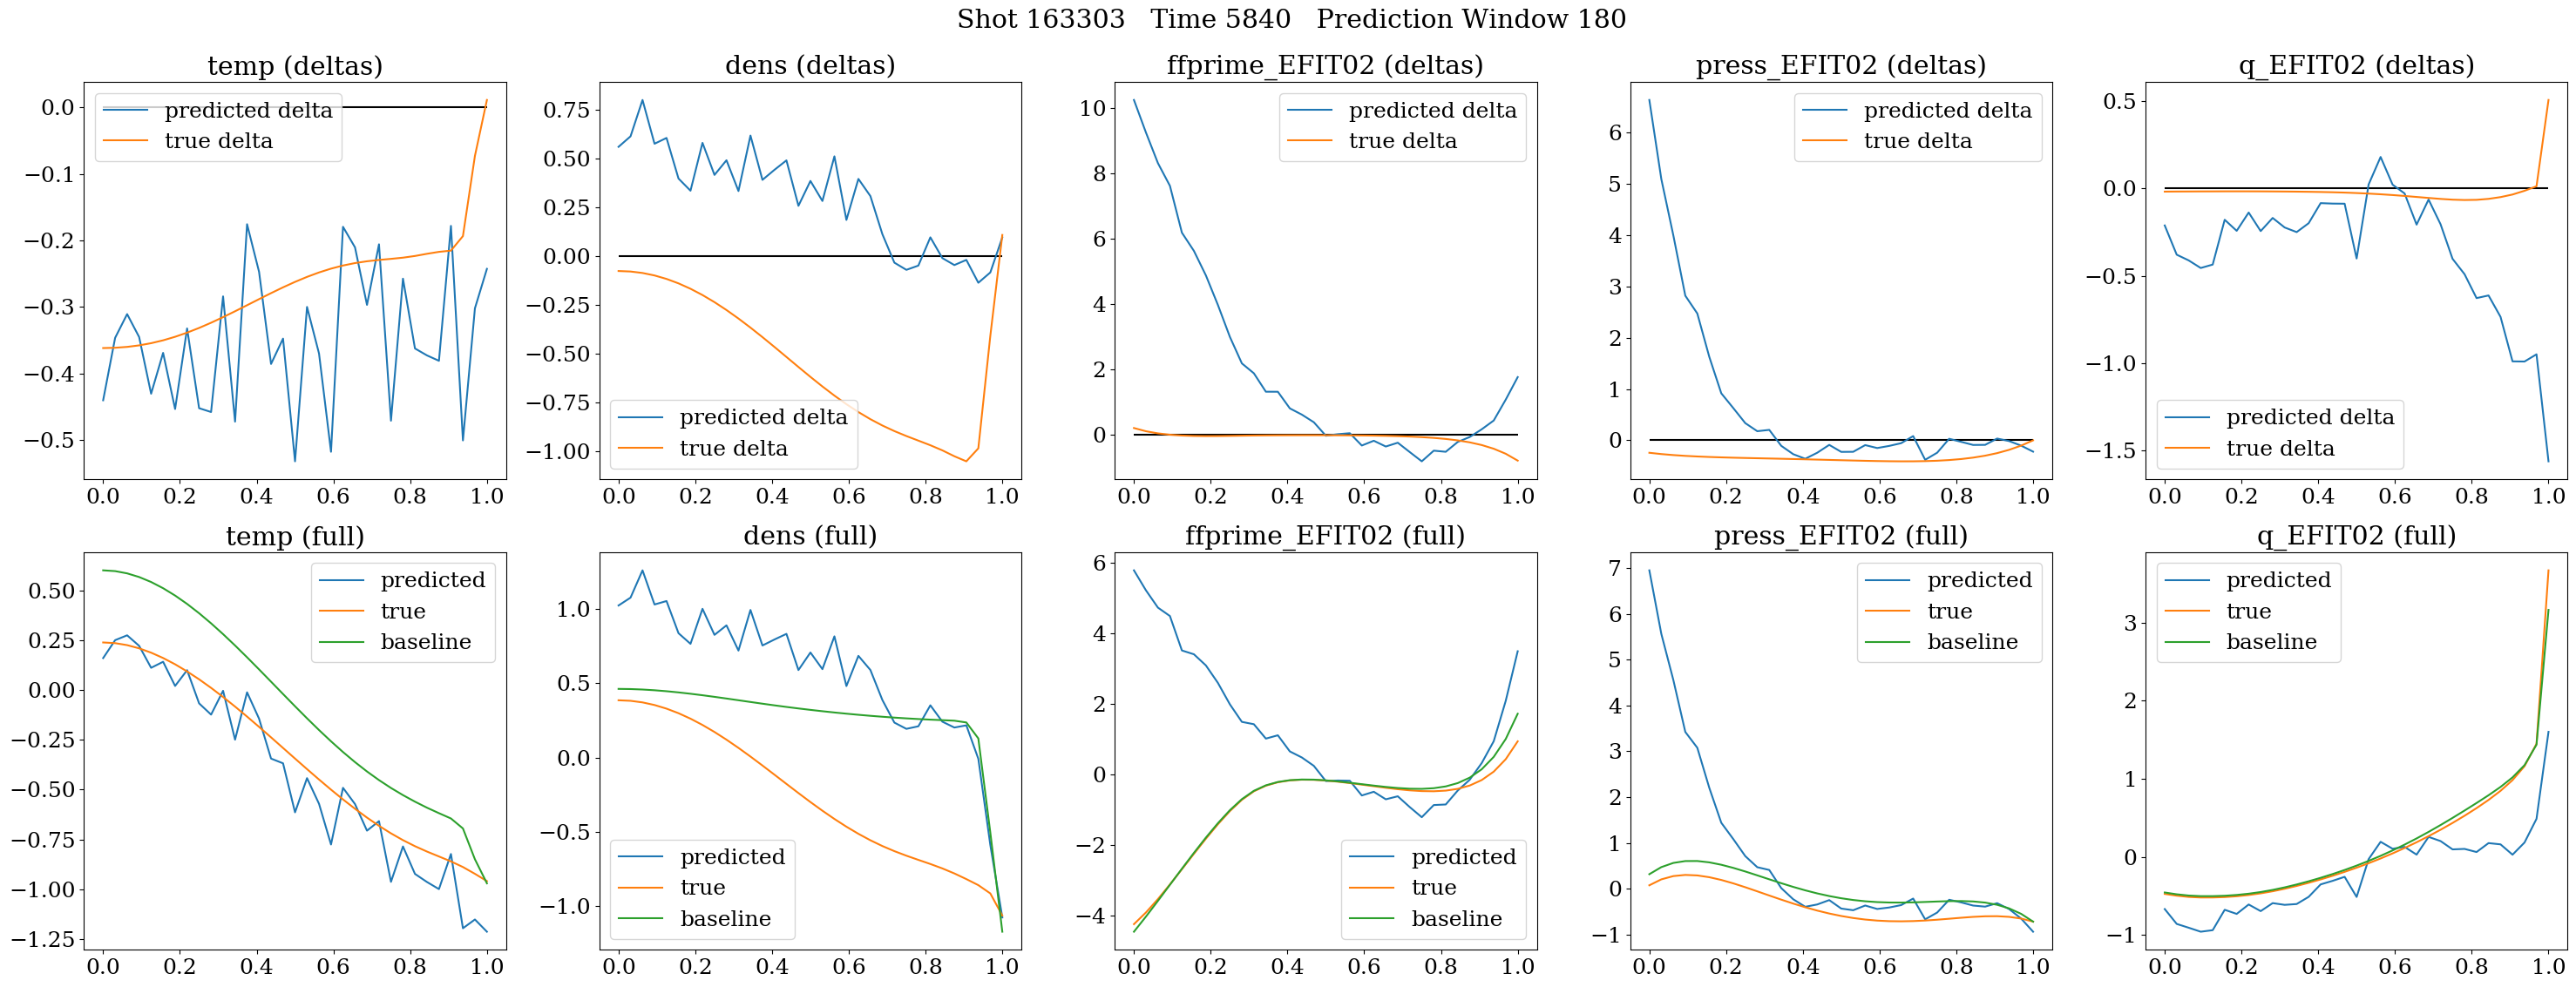 Shot 163303   Time 5840   Prediction Window 180
temp (deltas)
0.0
−0.1
−0.2
−0.3
−0.4
−0.5
0.0 0.2 0.4 0.6 0.8 1.0
predicted delta
true delta
dens (deltas)
0.75
0.50
0.25
0.00
−0.25
−0.50
−0.75
−1.00
0.0 0.2 0.4 0.6 0.8 1.0
predicted delta
true delta
ffprime_EFIT02 (deltas)
10
8
6
4
2
0
0.0 0.2 0.4 0.6 0.8 1.0
predicted delta
true delta
press_EFIT02 (deltas)
6
5
4
3
2
1
0
0.0 0.2 0.4 0.6 0.8 1.0
predicted delta
true delta
q_EFIT02 (deltas)
0.5
0.0
−0.5
−1.0
−1.5
0.0 0.2 0.4 0.6 0.8 1.0
predicted delta
true delta
temp (full)
0.50
0.25
0.00
−0.25
−0.50
−0.75
−1.00
−1.25
0.0 0.2 0.4 0.6 0.8 1.0
predicted
true
baseline
dens (full)
1.0
0.5
0.0
−0.5
−1.0
0.0 0.2 0.4 0.6 0.8 1.0
predicted
true
baseline
ffprime_EFIT02 (full)
6
4
2
0
−2
−4
0.0 0.2 0.4 0.6 0.8 1.0
predicted
true
baseline
press_EFIT02 (full)
7
6
5
4
3
2
1
0
−1
0.0 0.2 0.4 0.6 0.8 1.0
predicted
true
baseline
q_EFIT02 (full)
3
2
1
0
−1
0.0 0.2 0.4 0.6 0.8 1.0
predicted
true
baseline